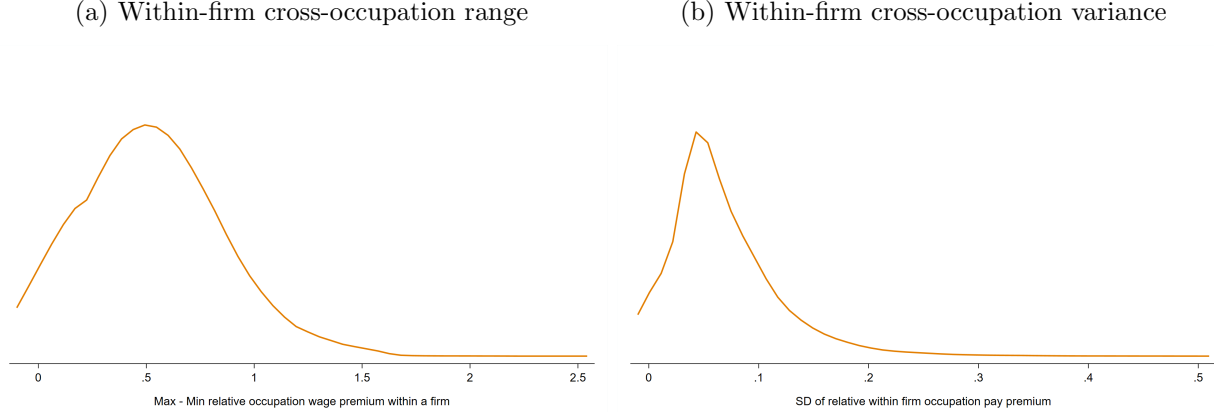 (a) Within-firm cross-occupation range
(b) Within-firm cross-occupation variance
0 .5 1 1.5 2 2.5
Max - Min relative occupation wage premium within a firm
0 .1 .2 .3 .4 .5
SD of relative within firm occupation pay premium